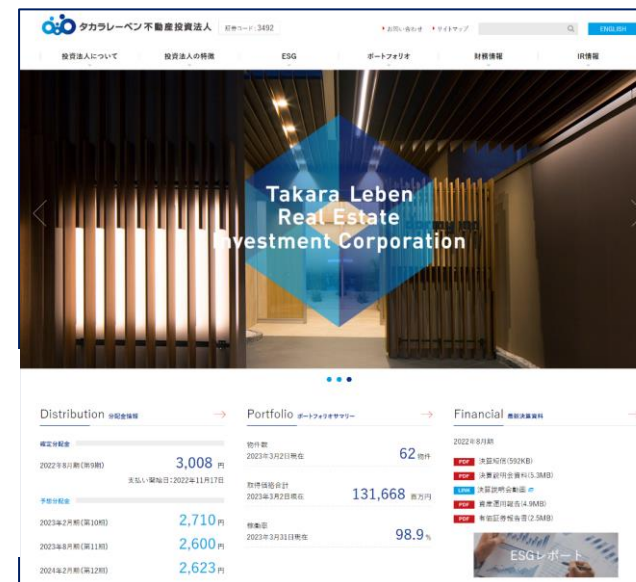 タカラレーベン不動産投資法人
証券コード:3492
お問い合わせ サイトマップ
ENGLISH
投資法人について 投資法人の特徴 ESG ポートフォリオ 財務情報 IR情報
Takara Leben
Real Estate
Investment Corporation
Distribution 分配金情報
確定分配金
2022年8月期(第9期) 3,008 円
支払い開始日:2022年11月17日
予想分配金
2023年2月期(第10期) 2,710 円
2023年8月期(第11期) 2,600 円
2024年2月期(第12期) 2,623 円
Portfolio ポートフォリオサマリー
物件数
2023年3月2日現在 62 物件
取得価格合計
2023年3月2日現在 131,668 百万円
稼働率
2023年3月31日現在 98.9 %
Financial 最新決算資料
2022年8月期
PDF 決算短信(592KB)
PDF 決算説明会資料(5.3MB)
LINK 決算説明会動画
PDF 資産運用報告(4.9MB)
PDF 有価証券報告書(2.5MB)
ESGレポート